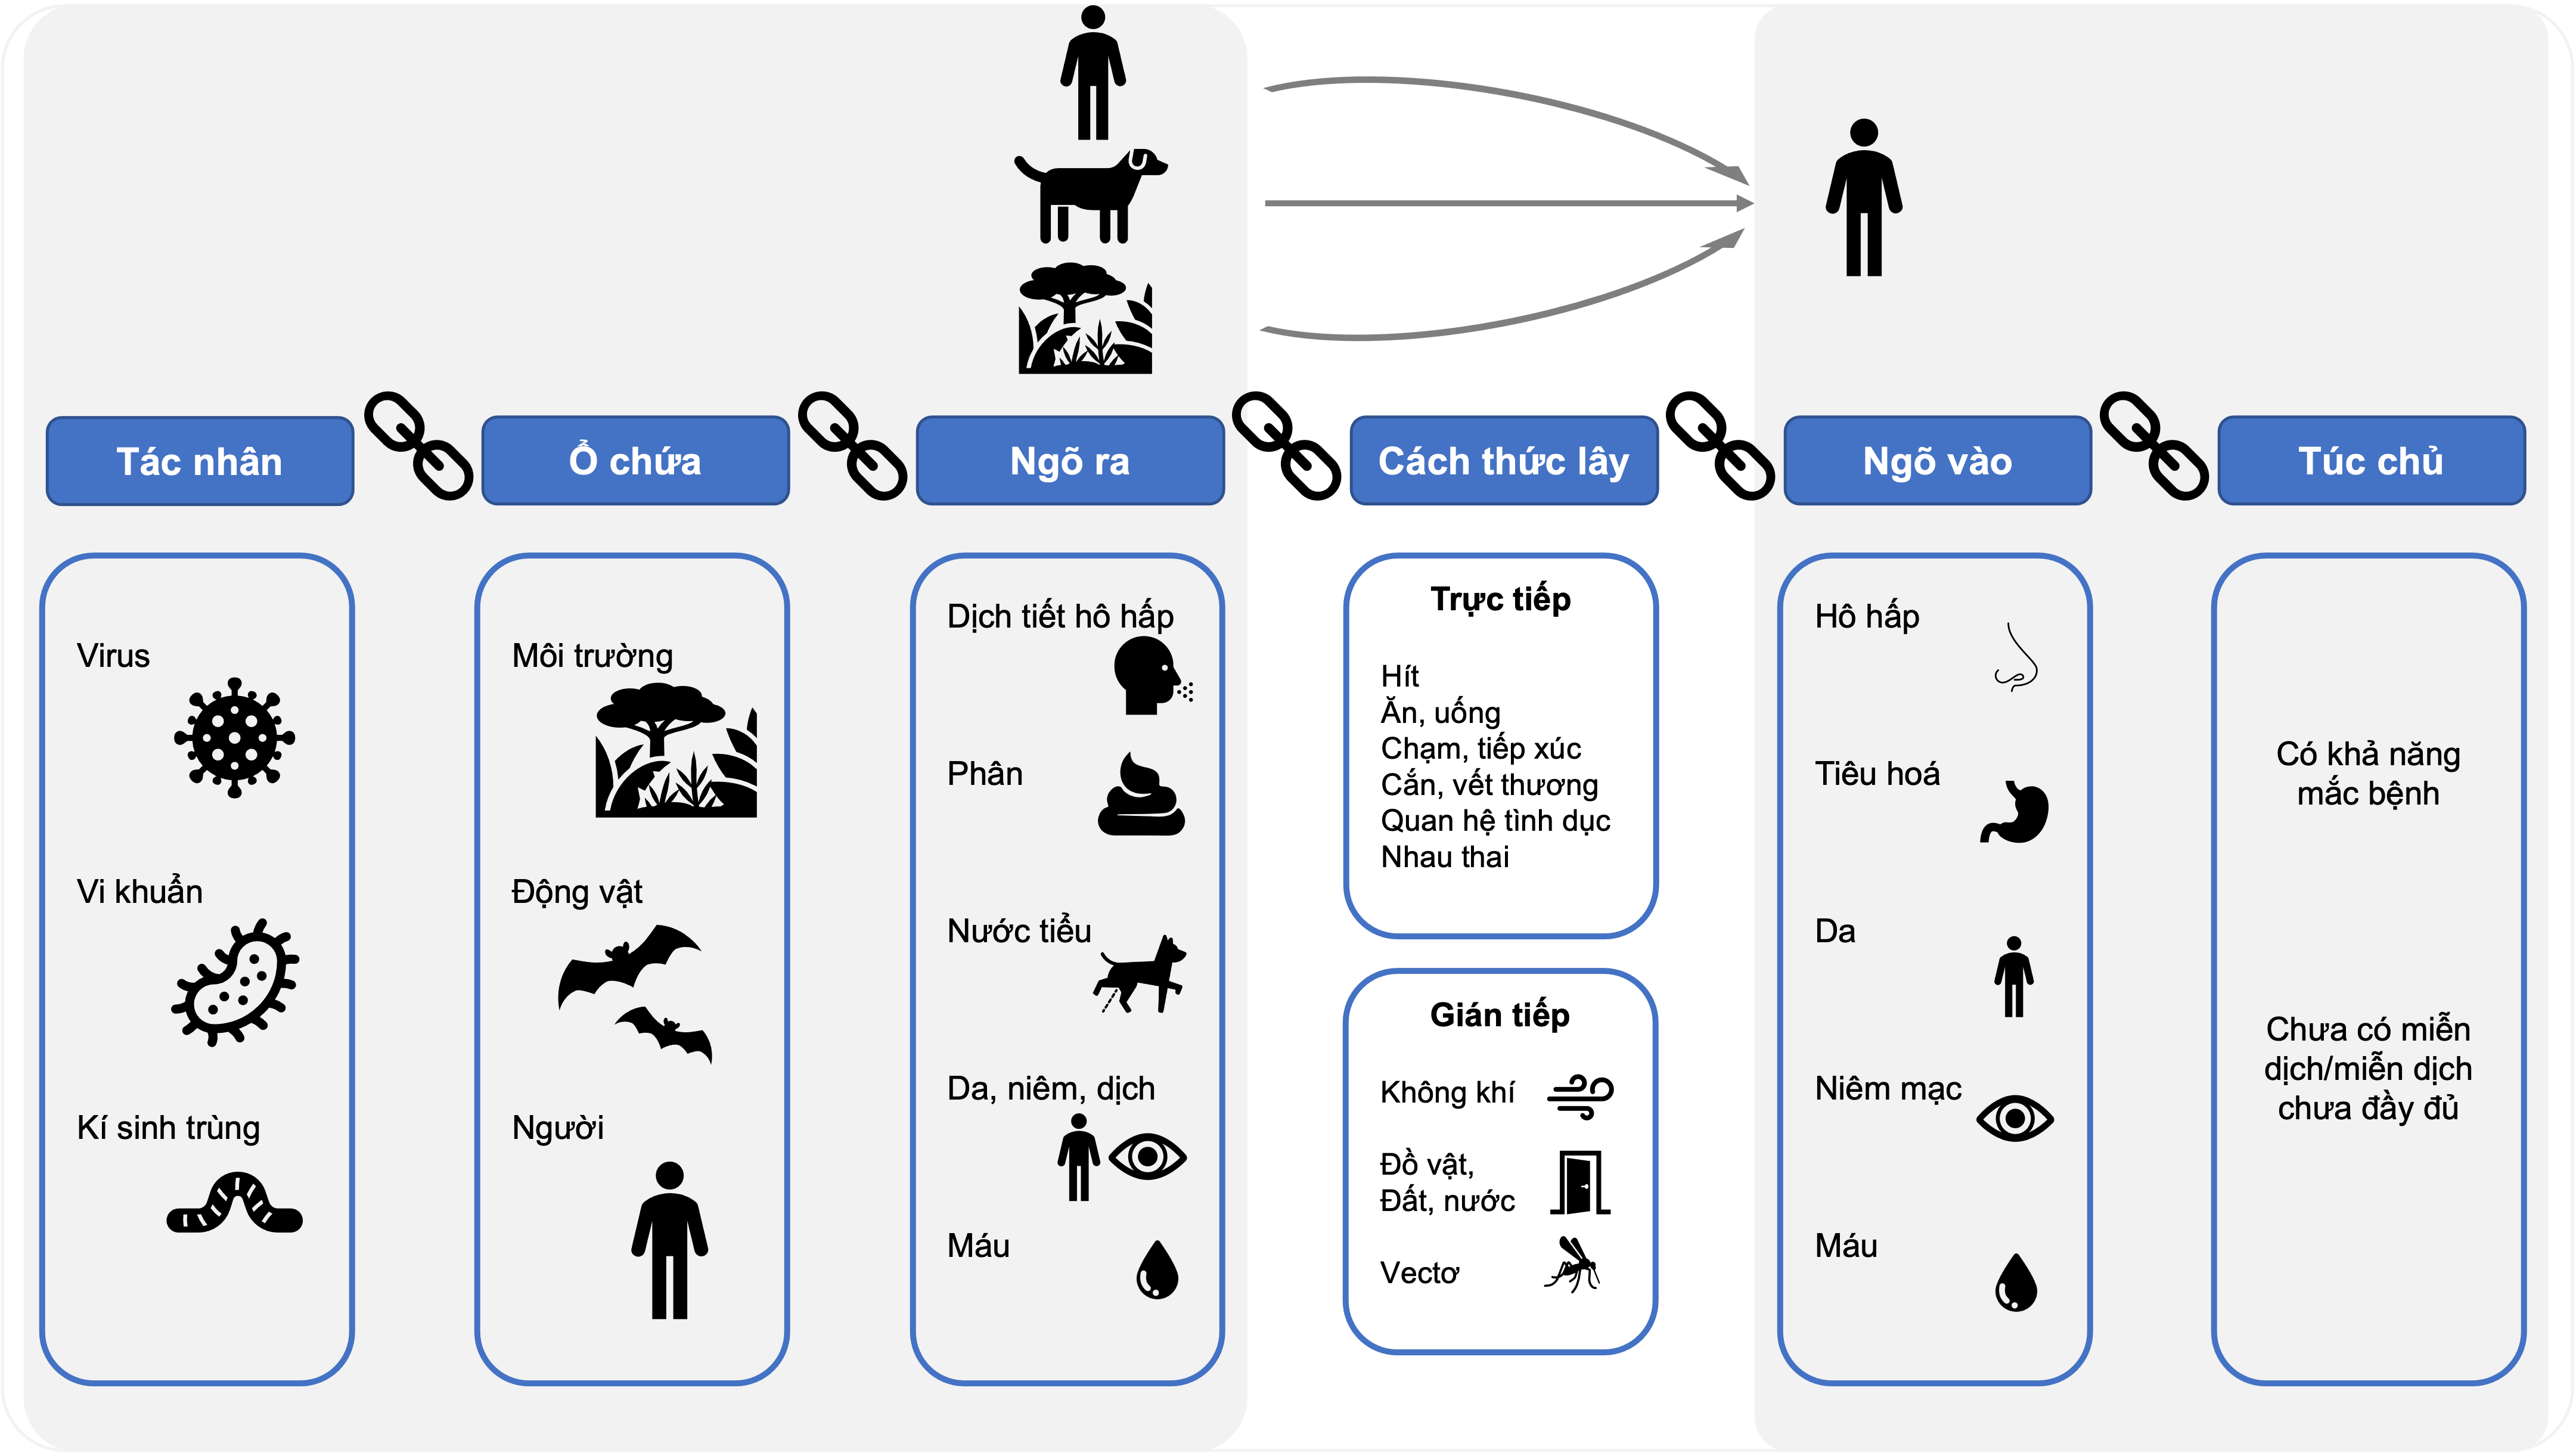 Tác nhân
Ổ chứa
Ngõ ra
Cách thức lây
Ngõ vào
Túc chủ
Virus
Vi khuẩn
Kí sinh trùng
Môi trường
Động vật
Người
Dịch tiết hô hấp
Phân
Nước tiểu
Da, niêm, dịch
Máu
Trực tiếp
Hít
Ăn, uống
Chạm, tiếp xúc
Cắn, vết thương
Quan hệ tình dục
Nhau thai
Gián tiếp
Không khí
Đồ vật,
Đất, nước
Vectơ
Hô hấp
Tiêu hoá
Da
Niêm mạc
Máu
Có khả năng
mắc bệnh
Chưa có miễn
dịch/miễn dịch
chưa đầy đủ